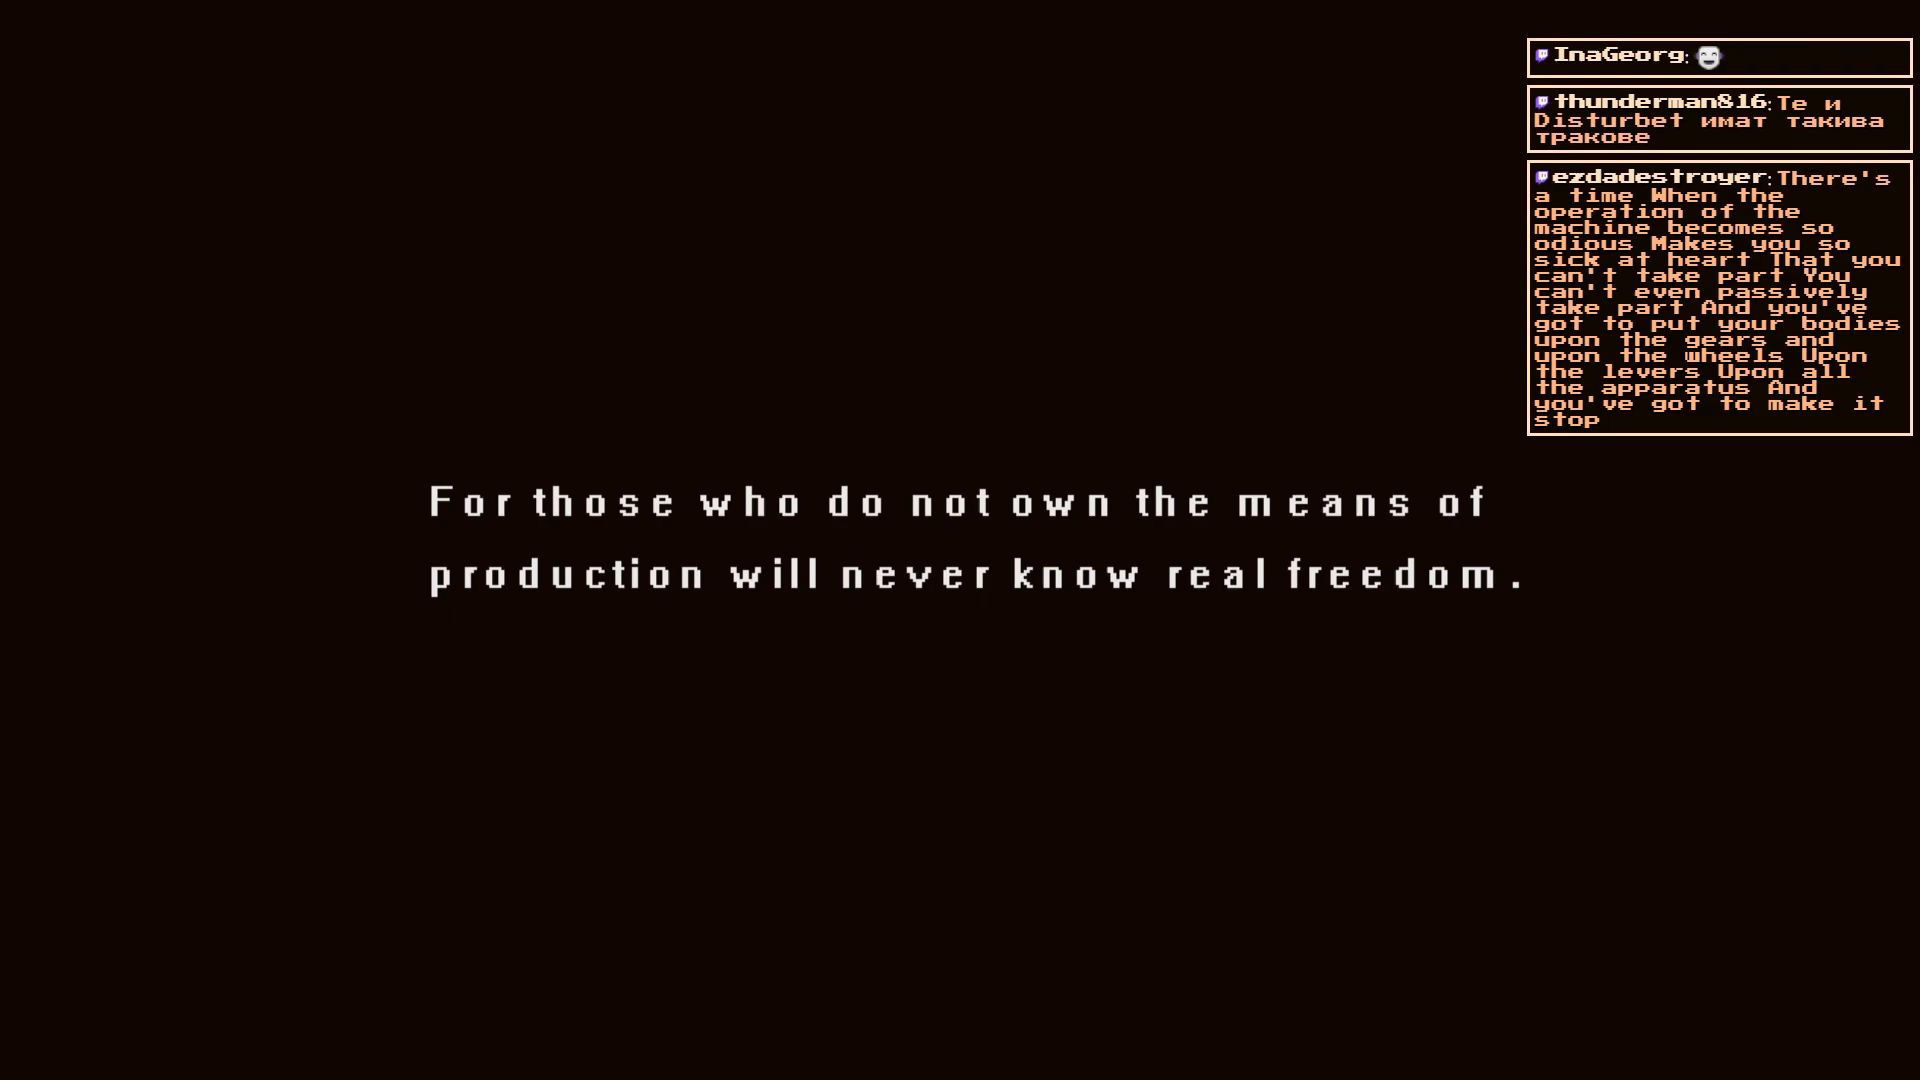 InaGeorg:
thunderman816: Те и
Disturbet имат такива
тракове
ezdadestroyer: There's
a time When the
operation of the
machine becomes so
odious Makes you so
sick at heart That you
can't take part You
can't even passively
take part And you've
got to put your bodies
upon the gears and
upon the wheels Upon
the levers Upon all
the apparatus And
you've got to make it
stop
For those who do not own the means of
production will never know real freedom.